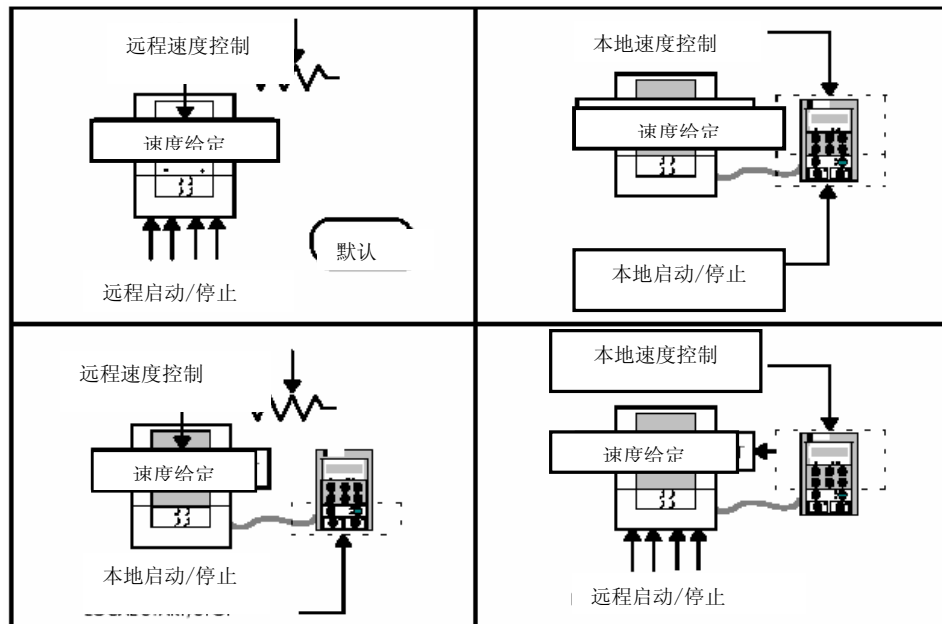 远程速度控制
速度给定
默认
远程启动/停止
本地速度控制
速度给定
本地启动/停止
远程速度控制
速度给定
本地启动/停止
本地速度控制
速度给定
远程启动/停止